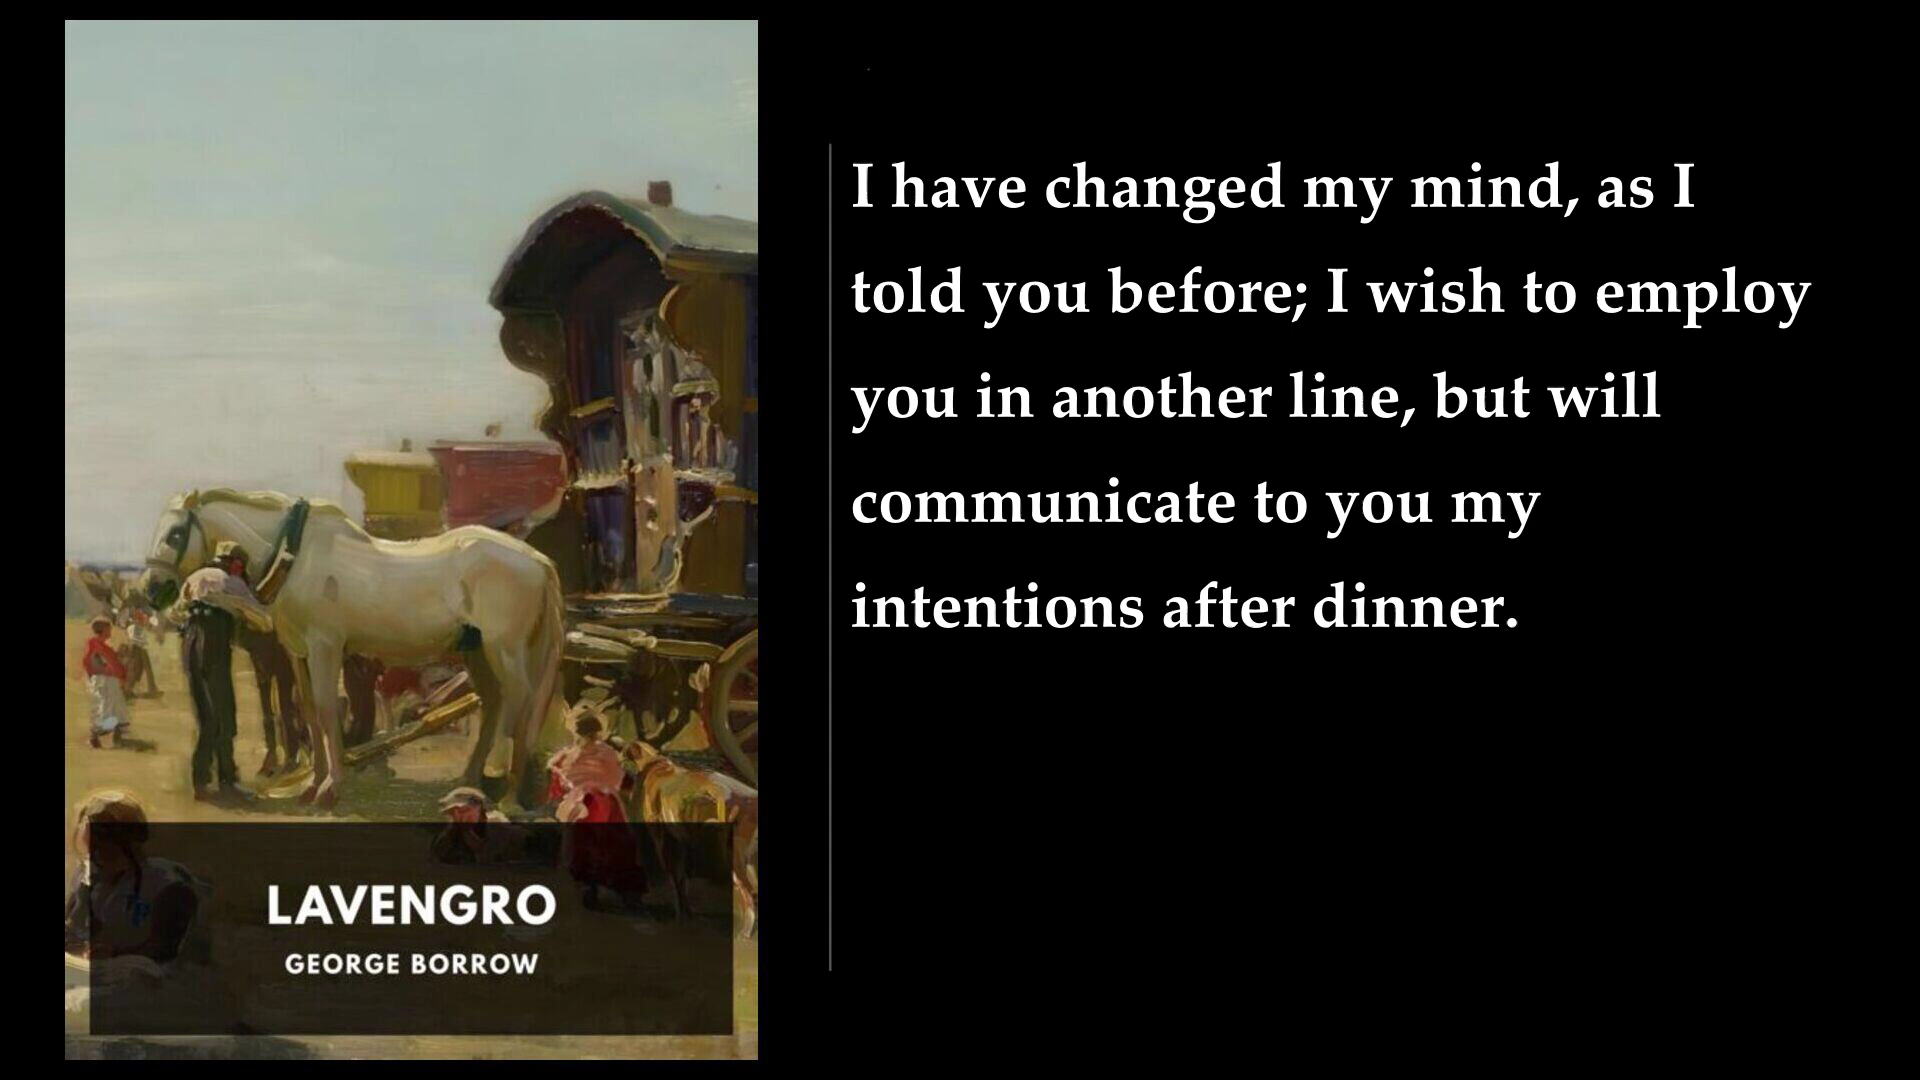 I have changed my mind, as I
told you before; I wish to employ
you in another line, but will
communicate to you my
intentions after dinner.
LAVENGRO
GEORGE BORROW